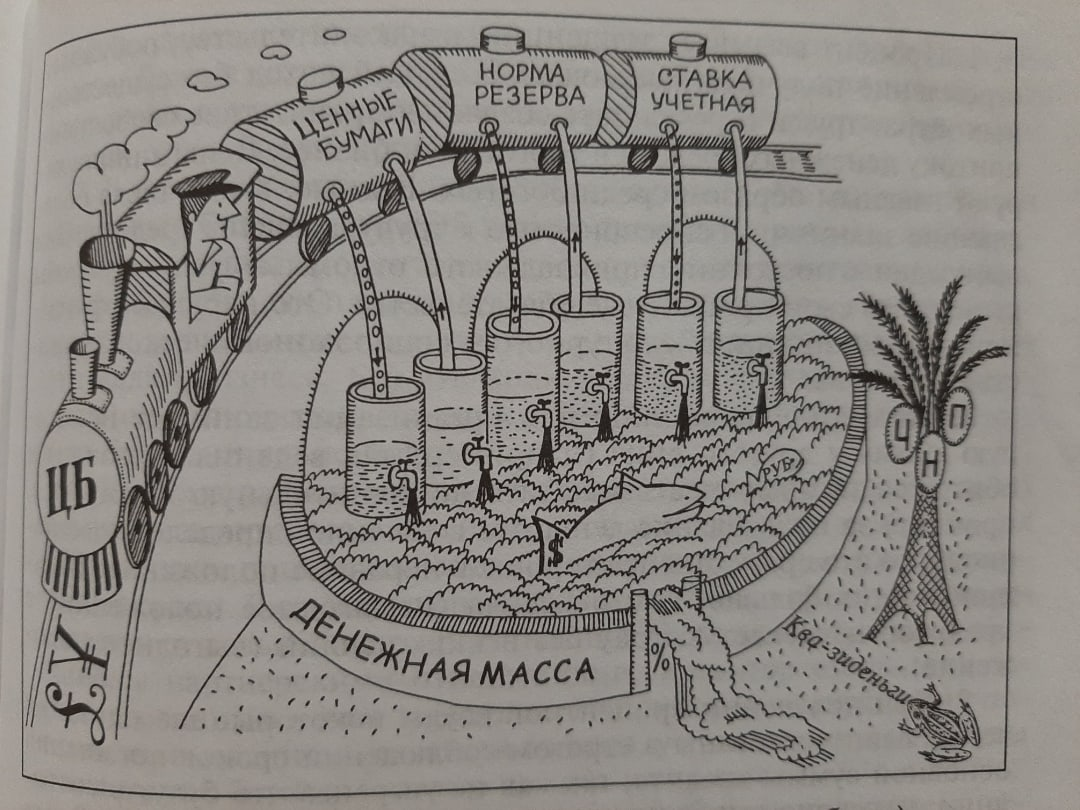 ЦЕННЫЕ
БУМАГИ
НОРМА
РЕЗЕРВА
СТАВКА
УЧЕТНАЯ
ЦБ
£ ¥
РУБ
$
ДЕНЕЖНАЯ МАССА
%
Ч
Н
П
Ква-зиденьги